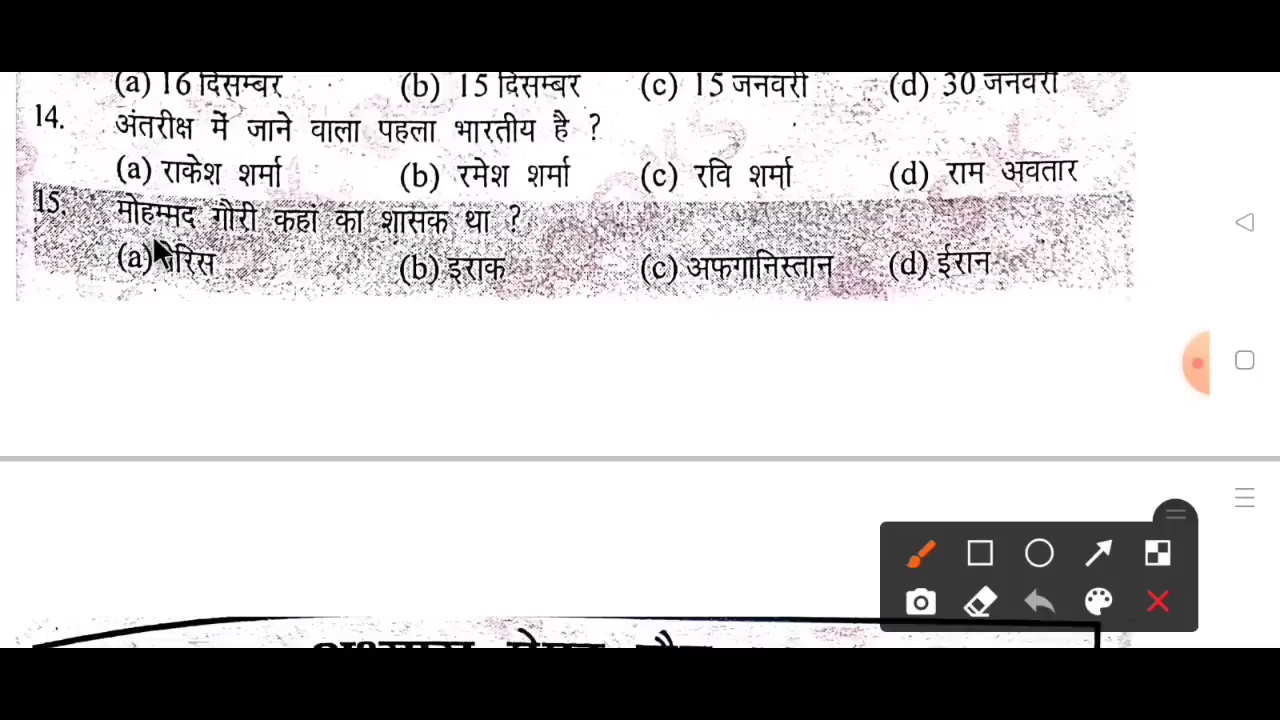 (a) 16 दिसम्बर (b) 15 दिसम्बर (c) 15 जनवरी (d) 30 जनवरी
14. अंतरीक्ष में जाने वाला पहला भारतीय है ?
(a) राकेश शर्मा (b) रमेश शर्मा (c) रवि शर्मा (d) राम अवतार
15. मोहम्मद गौरी कहां का शासक था ?
(a) पेरिस (b) इराक (c) अफगानिस्तान (d) ईरान